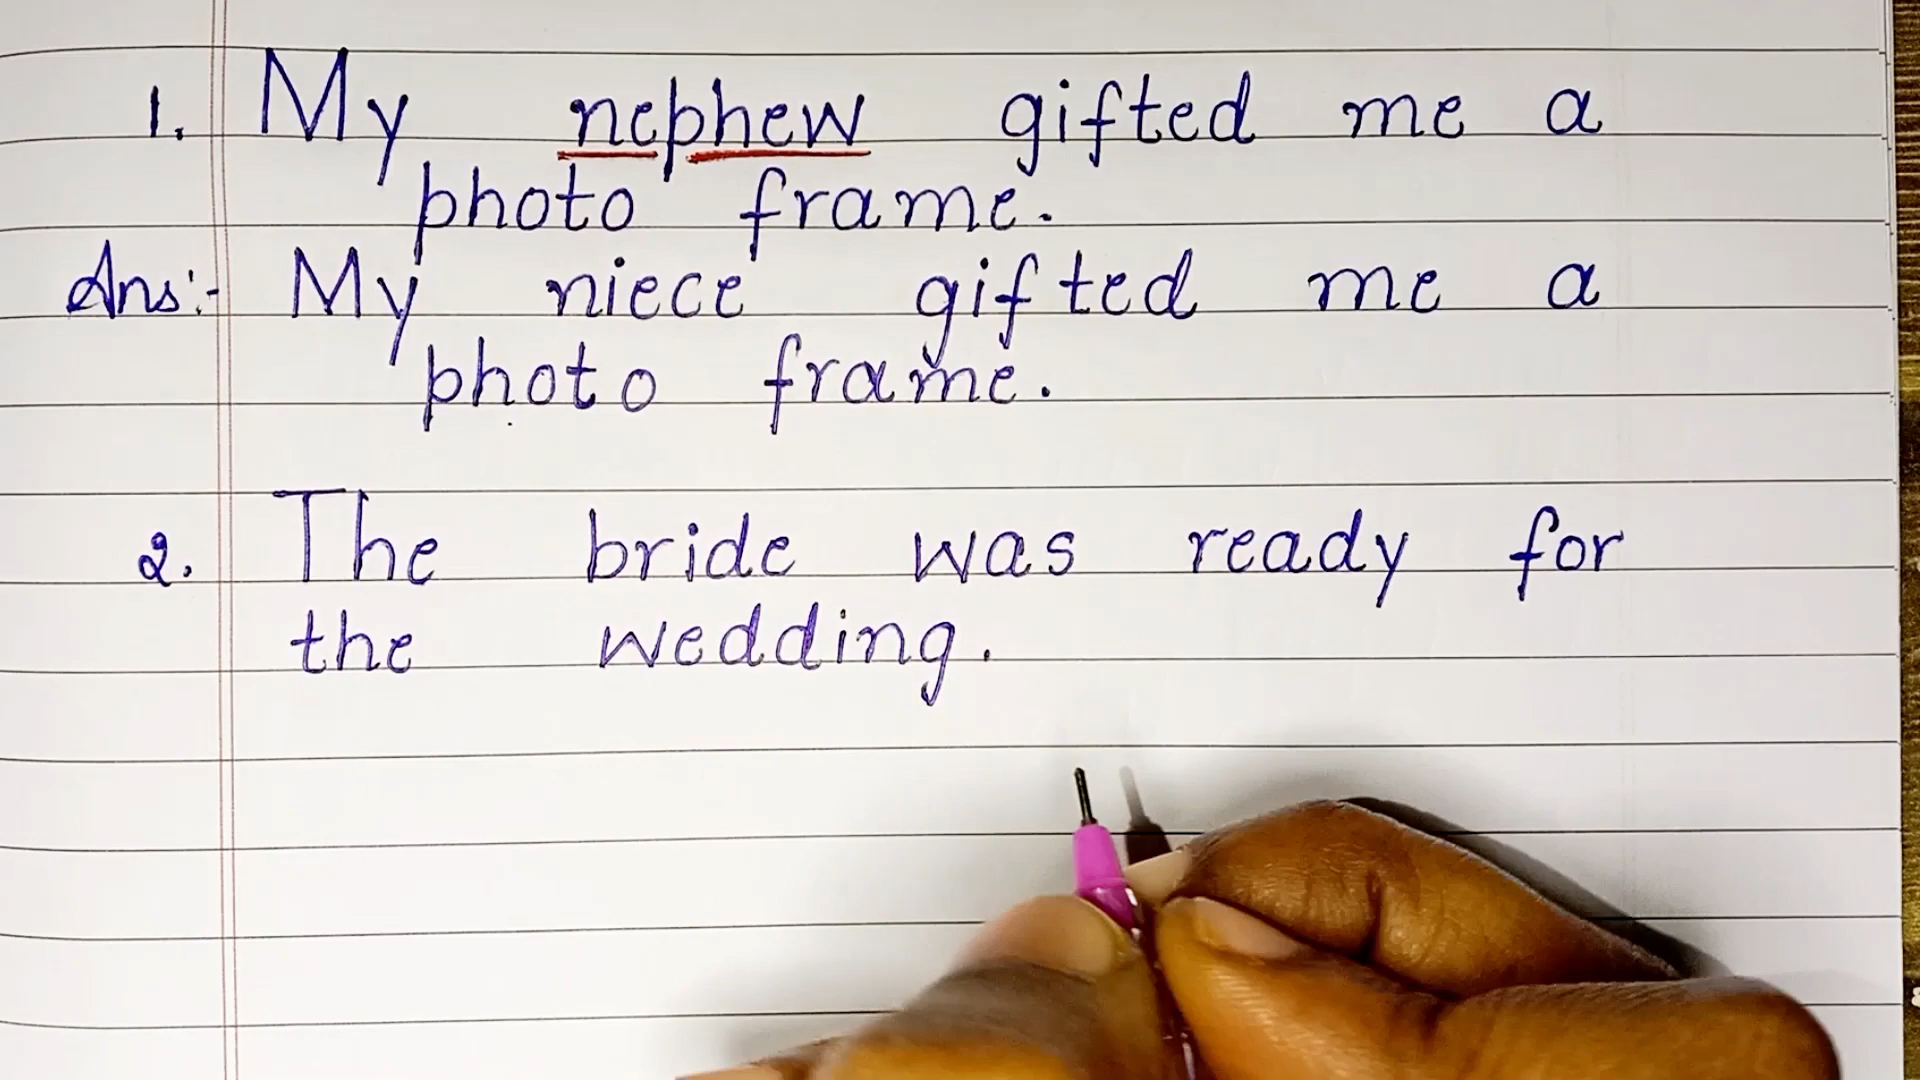 1. My nephew gifted me a
photo frame.
Ans:- My niece gifted me a
photo frame.
2. The bride was ready for
the wedding.